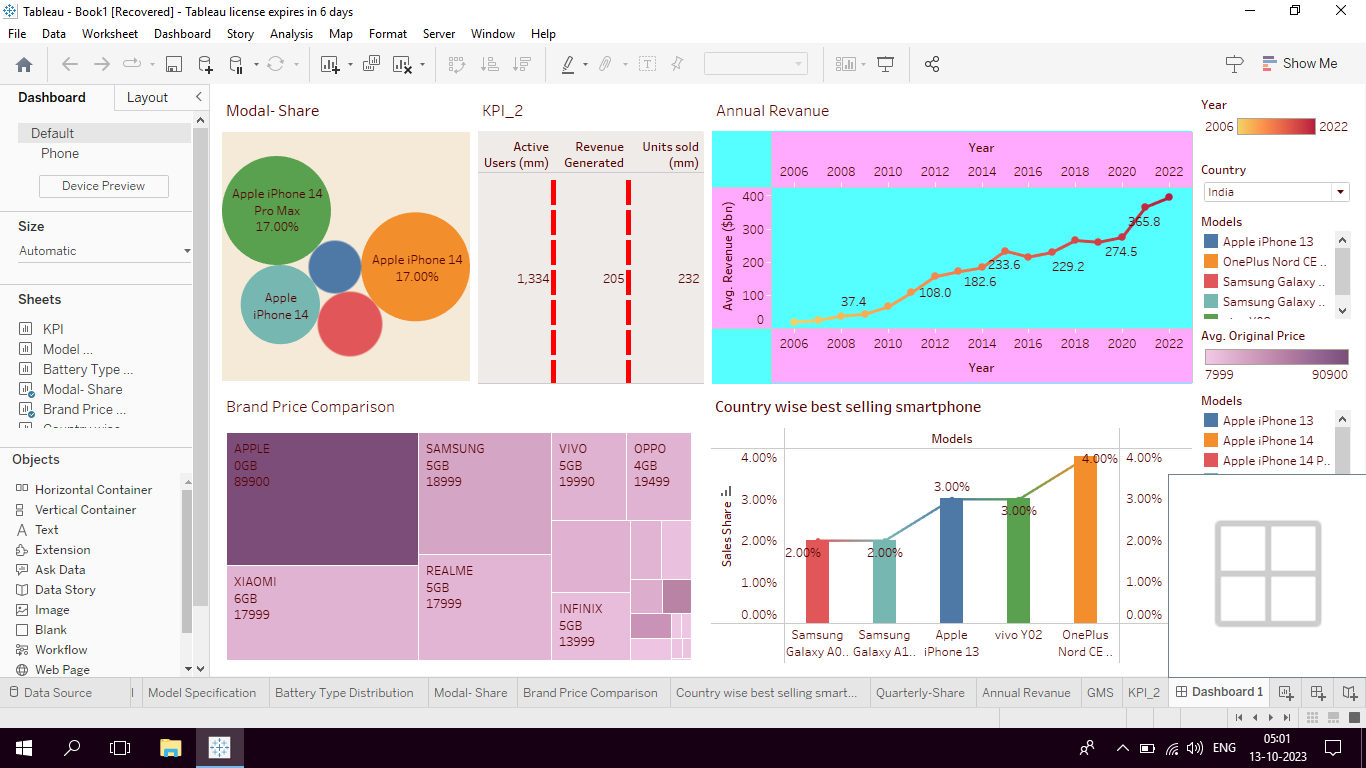 Tableau - Book1 [Recovered] - Tableau license expires in 6 days
File Data Worksheet Dashboard Story Analysis Map Format Server Window Help
Show Me
Dashboard Layout
Default
Phone
Device Preview
Size
Automatic
Sheets
KPI
Model ...
Battery Type ...
Modal- Share
Brand Price ...
Objects
Horizontal Container
Vertical Container
Text
Extension
Ask Data
Data Story
Image
Blank
Workflow
Web Page
Modal- Share
Apple iPhone 14
Pro Max
17.00%
Apple iPhone 14
17.00%
Apple
iPhone 14
KPI_2
Active Revenue Units sold
Users (mm) Generated (mm)
1,334 205 232
Annual Revanue
Year
2006 2008 2010 2012 2014 2016 2018 2020 2022
Avg. Revenue ($bn)
400
300
200
100
0
37.4
108.0
182.6
233.6
229.2
274.5
365.8
2006 2008 2010 2012 2014 2016 2018 2020 2022
Year
Brand Price Comparison
APPLE
0GB
89900
XIAOMI
6GB
17999
SAMSUNG
5GB
18999
REALME
5GB
17999
VIVO
5GB
19990
OPPO
4GB
19499
INFINIX
5GB
13999
Country wise best selling smartphone
Models
Sales Share
4.00%
3.00%
2.00%
1.00%
0.00%
2.00%
2.00%
3.00%
3.00%
4.00%
4.00%
3.00%
2.00%
1.00%
0.00%
Samsung
Galaxy A0..
Samsung
Galaxy A1..
Apple
iPhone 13
vivo Y02
OnePlus
Nord CE ..
Year
2006 2022
Country
India
Models
Apple iPhone 13
OnePlus Nord CE ..
Samsung Galaxy ..
Samsung Galaxy ..
Avg. Original Price
7999 90900
Models
Apple iPhone 13
Apple iPhone 14
Apple iPhone 14 P..
Data Source Model Specification Battery Type Distribution Modal- Share Brand Price Comparison Country wise best selling smart... Quarterly-Share Annual Revanue GMS KPI_2 Dashboard 1
ENG
05:01
13-10-2023